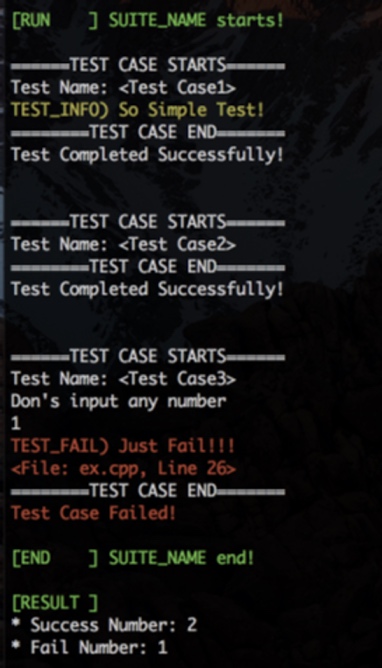 [RUN    ] SUITE_NAME starts!
======TEST CASE STARTS======
Test Name: <Test Case1>
TEST_INFO) So Simple Test!
========TEST CASE END=======
Test Completed Successfully!
======TEST CASE STARTS======
Test Name: <Test Case2>
========TEST CASE END=======
Test Completed Successfully!
======TEST CASE STARTS======
Test Name: <Test Case3>
Don's input any number
1
TEST_FAIL) Just Fail!!!
<File: ex.cpp, Line 26>
========TEST CASE END=======
Test Case Failed!
[END    ] SUITE_NAME end!
[RESULT ]
* Success Number: 2
* Fail Number: 1